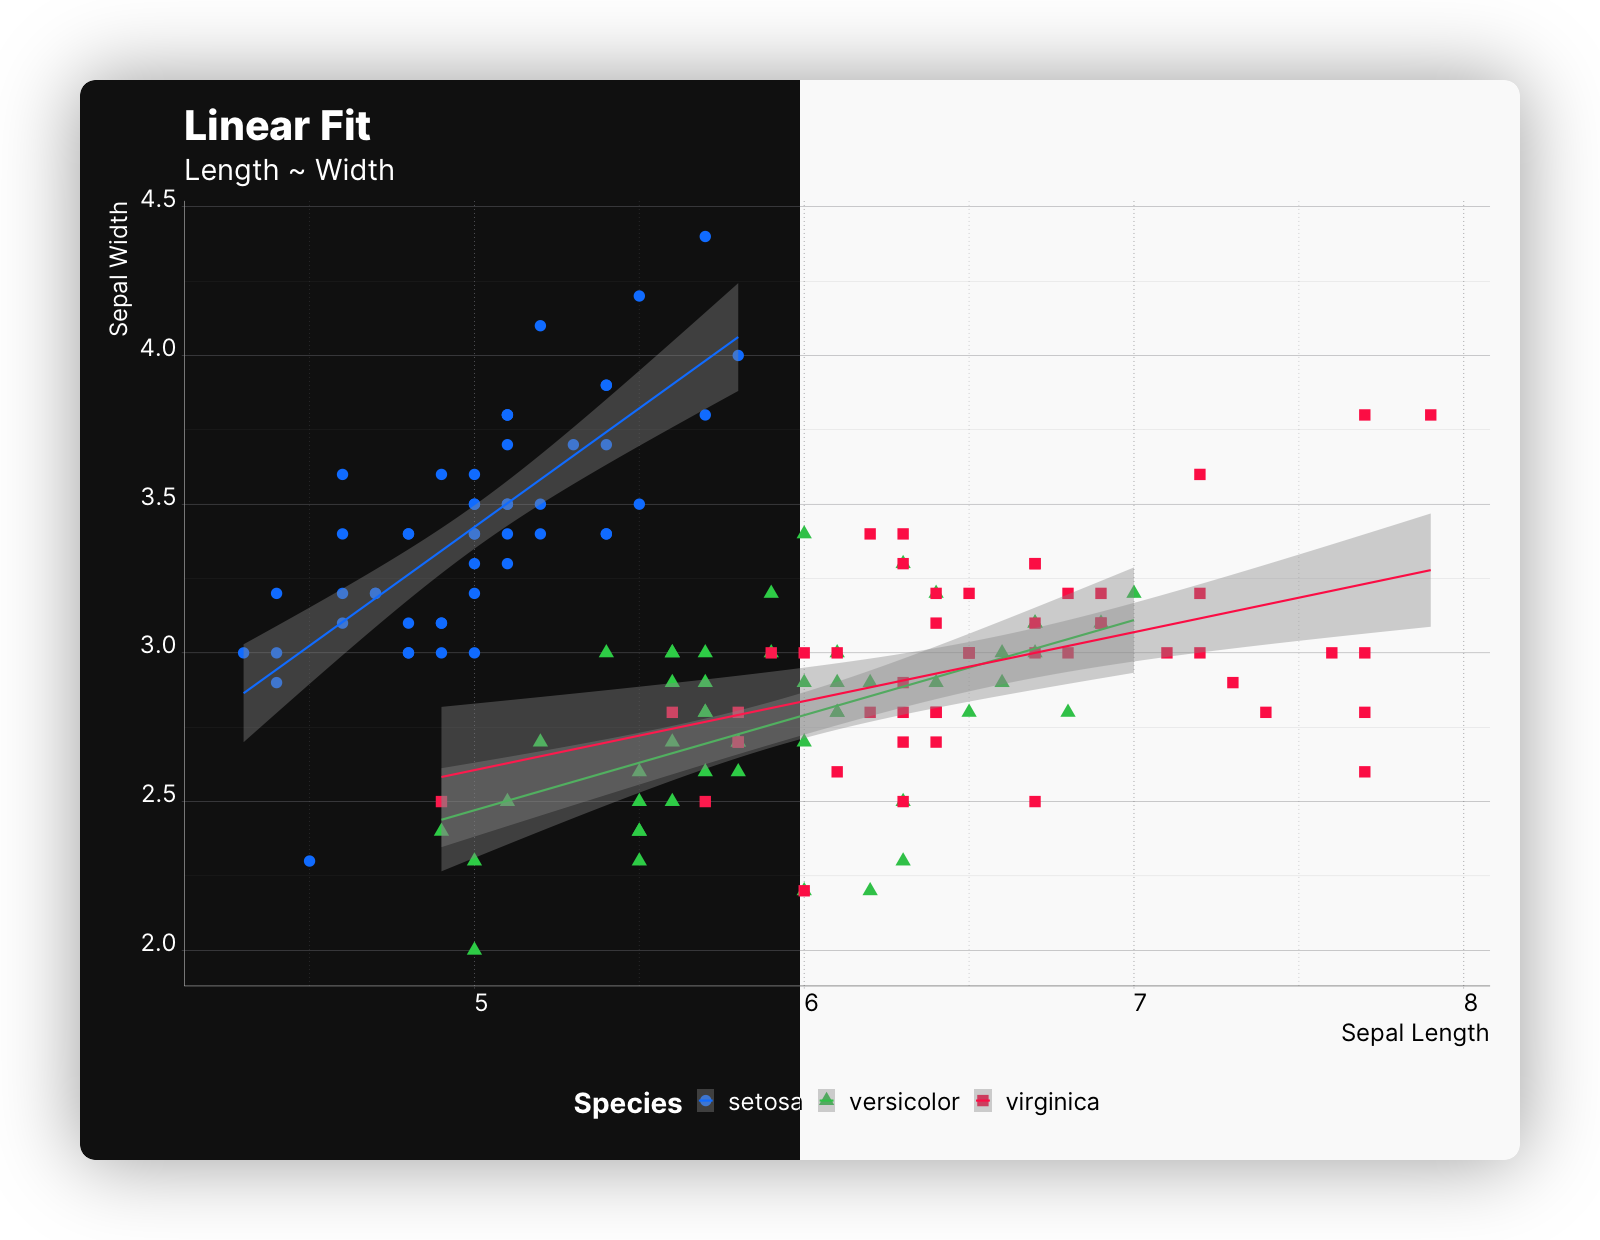 Linear Fit
Length ~ Width
Sepal Width
4.5
4.0
3.5
3.0
2.5
2.0
5 6 7 8
Sepal Length
Species setosa versicolor virginica